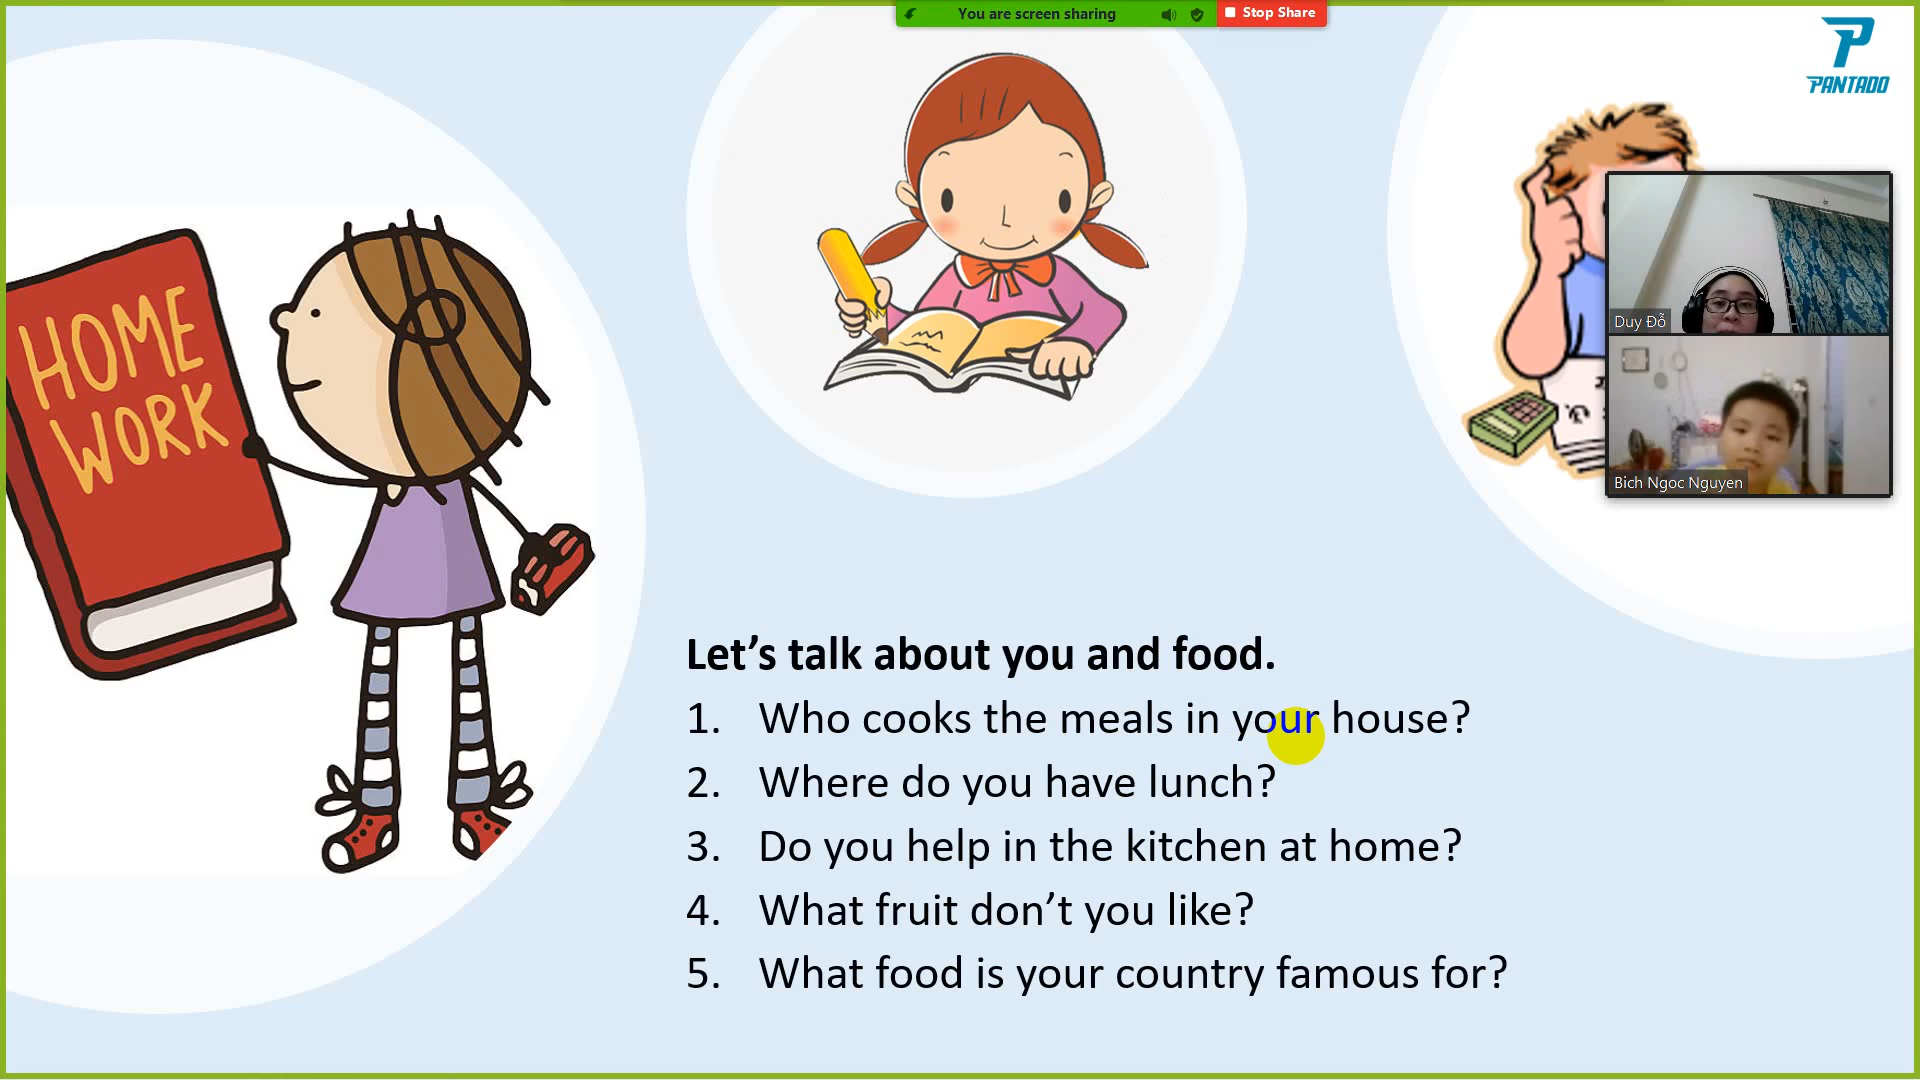 You are screen sharing
Stop Share
PANTADO
HOME
WORK
Duy Đỗ
Bich Ngoc Nguyen
Let’s talk about you and food.
1. Who cooks the meals in your house?
2. Where do you have lunch?
3. Do you help in the kitchen at home?
4. What fruit don’t you like?
5. What food is your country famous for?